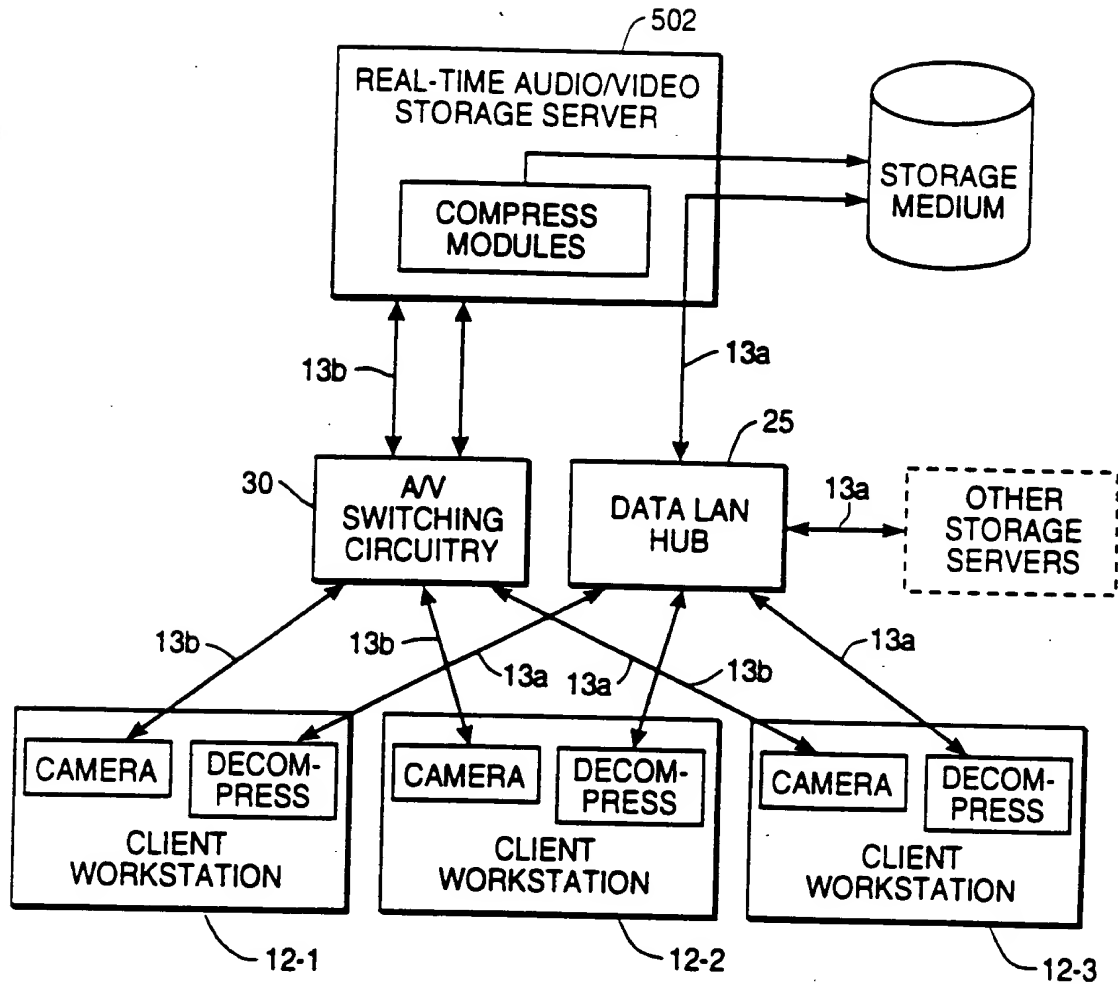 502
REAL-TIME AUDIO/VIDEO
STORAGE SERVER
COMPRESS
MODULES
STORAGE
MEDIUM
13b
13a
25
30
A/V
SWITCHING
CIRCUITRY
DATA LAN
HUB
13a
OTHER
STORAGE
SERVERS
13b
13b
13a
13a
13b
13a
CAMERA
DECOM-
PRESS
CLIENT
WORKSTATION
CAMERA
DECOM-
PRESS
CLIENT
WORKSTATION
CAMERA
DECOM-
PRESS
CLIENT
WORKSTATION
12-1
12-2
12-3